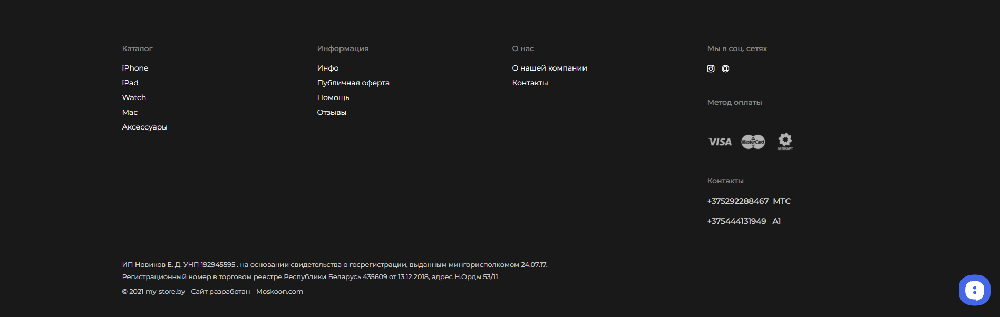 Каталог
iPhone
iPad
Watch
Mac
Аксессуары
Информация
Инфо
Публичная оферта
Помощь
Отзывы
О нас
О нашей компании
Контакты
Мы в соц. сетях
Метод оплаты
VISA MasterCard БЕЛКАРТ
Контакты
+375292288467 МТС
+375444131949 A1
ИП Новиков Е. Д. УНП 192945595 . на основании свидетельства о госрегистрации, выданным мингорисполкомом 24.07.17.
Регистрационный номер в торговом реестре Республики Беларусь 435609 от 13.12.2018, адрес Н.Орды 53/11
© 2021 my-store.by - Сайт разработан - Moskoon.com